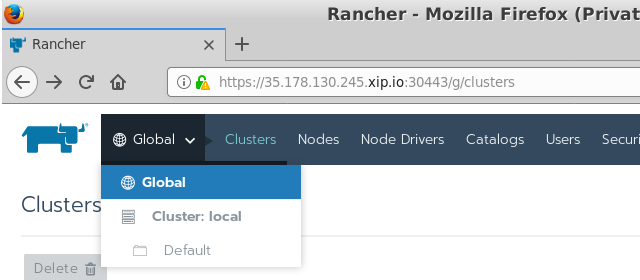 Rancher - Mozilla Firefox (Privat
Rancher
https://35.178.130.245.xip.io:30443/g/clusters
Global Clusters Nodes Node Drivers Catalogs Users Securi
Global
Clusters
Cluster: local
Default
Delete